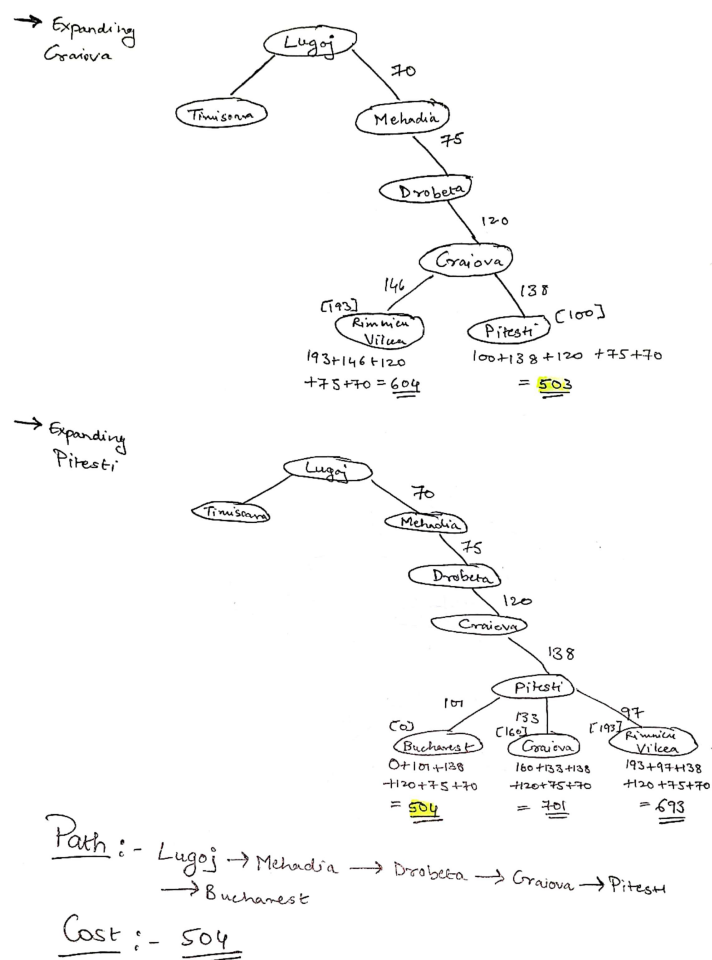 → Expanding
Craiova
Lugoj
70
Timisoara
Mehadia
75
Drobeta
120
Craiova
146
138
[193]
[100]
Rimnicu
Vilcea
Pitesti
193+146+120
+75+70 = 604
100+138+120 +75+70
= 503
→ Expanding
Pitesti
Lugoj
70
Timisoara
Mehadia
75
Drobeta
120
Craiova
138
Pitesti
101
133
97
[0]
[160]
[193]
Bucharest
Craiova
Rimnicu
Vilcea
0+101+138
+120+75+70
= 504
160+133+138
+120+75+70
= 701
193+97+138
+120+75+70
= 693
Path :- Lugoj → Mehadia → Drobeta → Craiova → Pitesti
→ Bucharest
Cost :- 504